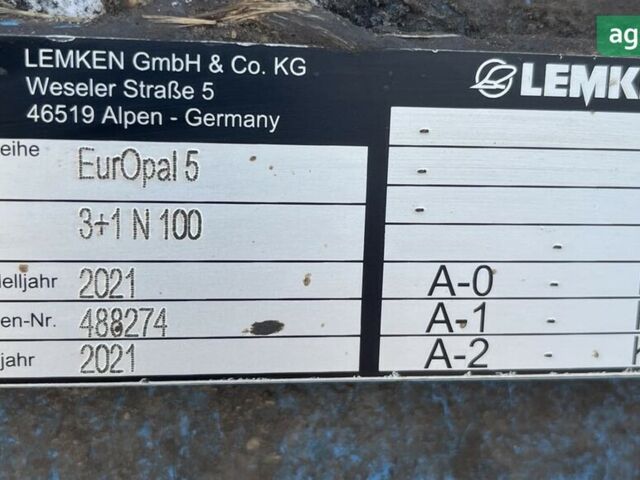 ag
LEMKEN GmbH & Co. KG
Weseler Straße 5
46519 Alpen - Germany
LEMK
eihe EurOpal 5
3+1 N 100
elljahr 2021
en-Nr. 488274
jahr 2021
-
-
-
-
A-0 -
A-1 -
A-2 -